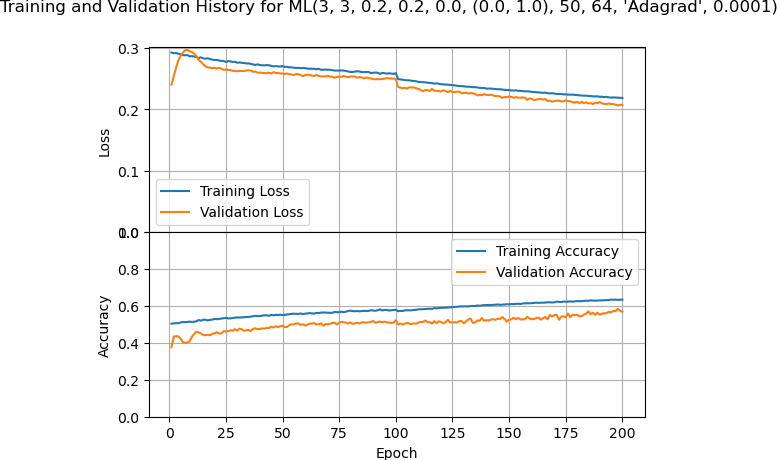 Training and Validation History for ML(3, 3, 0.2, 0.2, 0.0, (0.0, 1.0), 50, 64, 'Adagrad', 0.0001)
0.3
0.2
0.1
0.0
Loss
Training Loss
Validation Loss
1.0
0.8
0.6
0.4
0.2
0.0
Accuracy
Training Accuracy
Validation Accuracy
0 25 50 75 100 125 150 175 200
Epoch